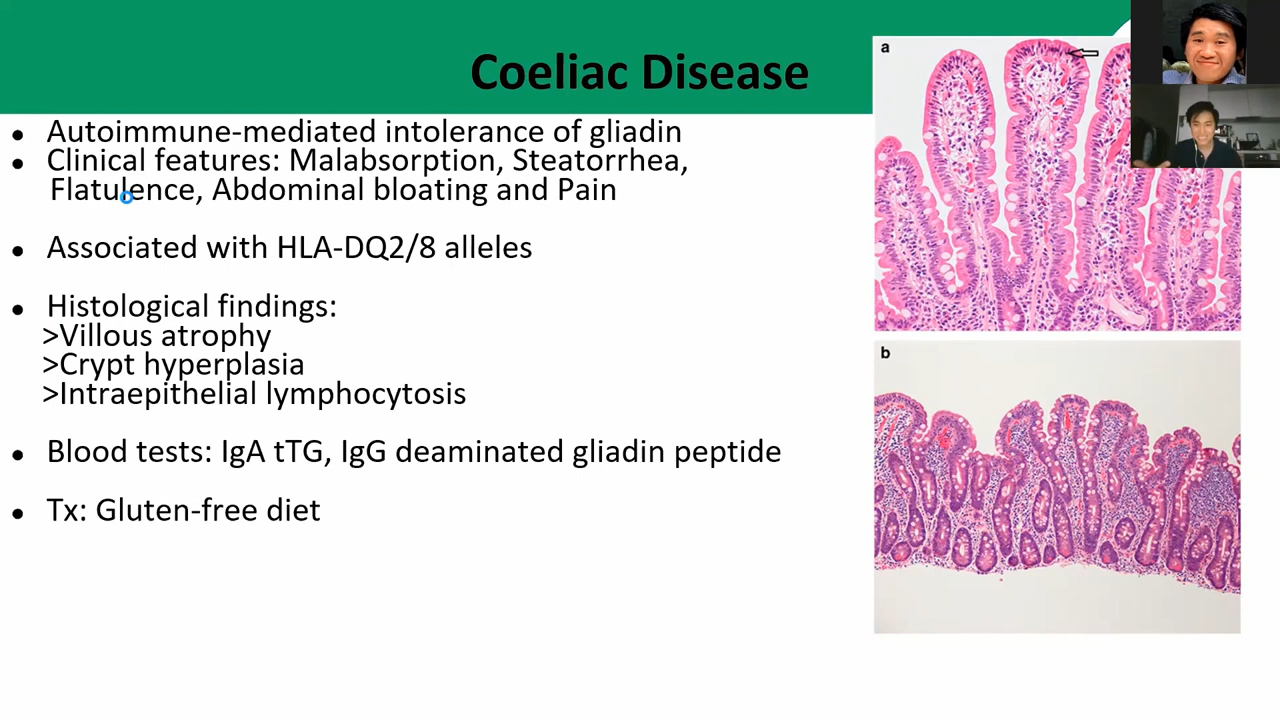 Coeliac Disease
• Autoimmune-mediated intolerance of gliadin
• Clinical features: Malabsorption, Steatorrhea,
Flatulence, Abdominal bloating and Pain
• Associated with HLA-DQ2/8 alleles
• Histological findings:
>Villous atrophy
>Crypt hyperplasia
>Intraepithelial lymphocytosis
• Blood tests: IgA tTG, IgG deaminated gliadin peptide
• Tx: Gluten-free diet
a
b